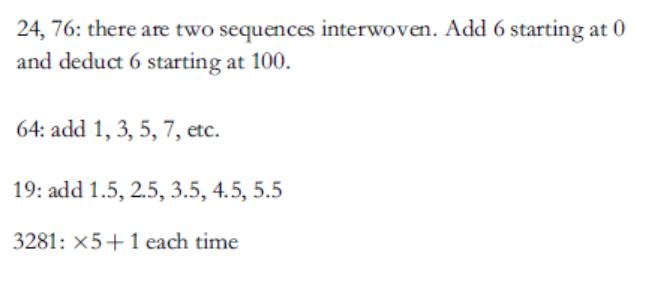 24, 76: there are two sequences interwoven. Add 6 starting at 0
and deduct 6 starting at 100.
64: add 1, 3, 5, 7, etc.
19: add 1.5, 2.5, 3.5, 4.5, 5.5
3281: ×5+1 each time